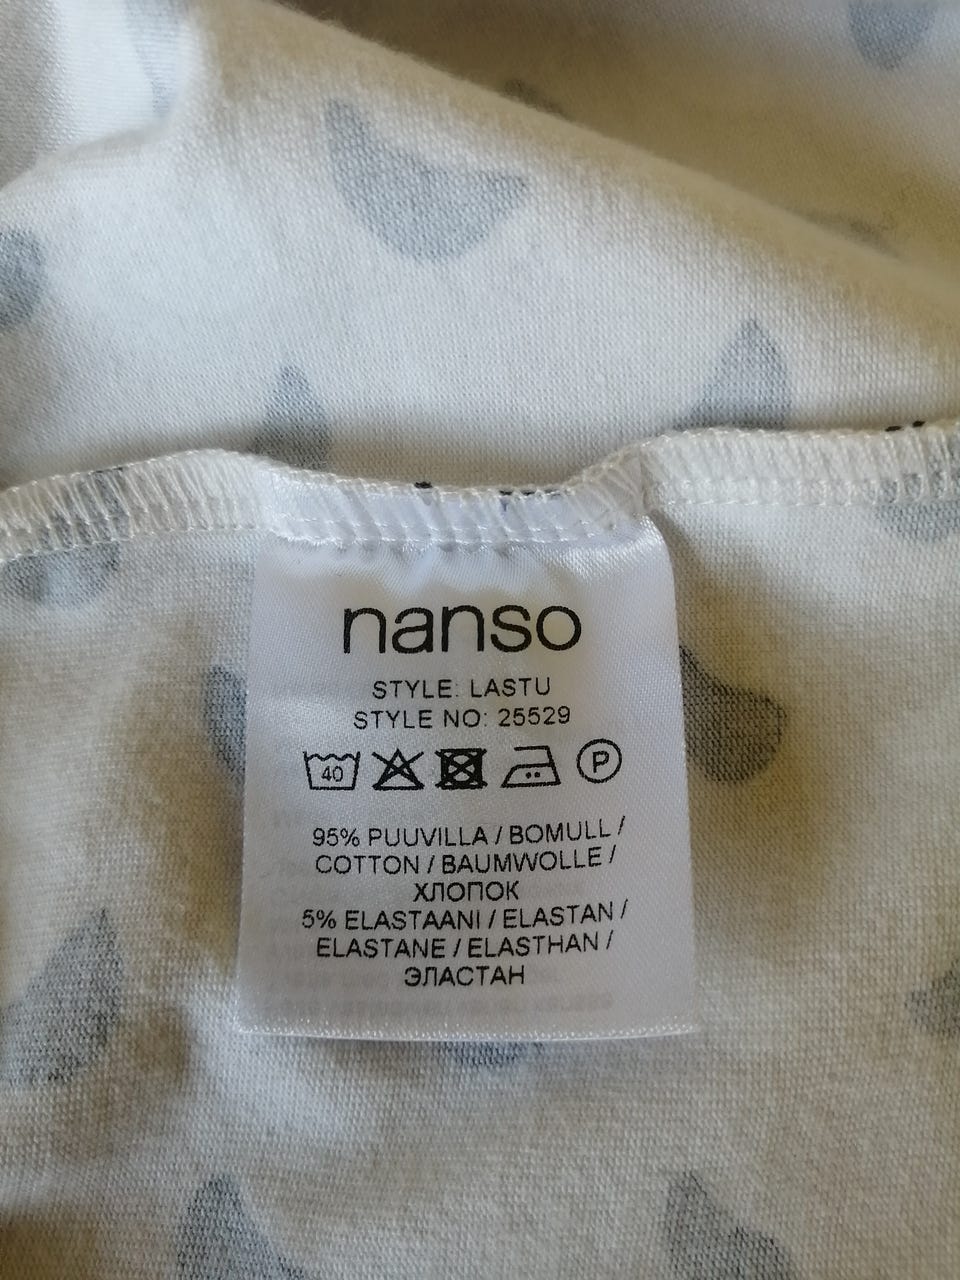 nanso
STYLE: LASTU
STYLE NO: 25529
40 P
95% PUUVILLA / BOMULL /
COTTON / BAUMWOLLE /
ХЛОПОК
5% ELASTAANI / ELASTAN /
ELASTANE / ELASTHAN /
ЭЛАСТАН